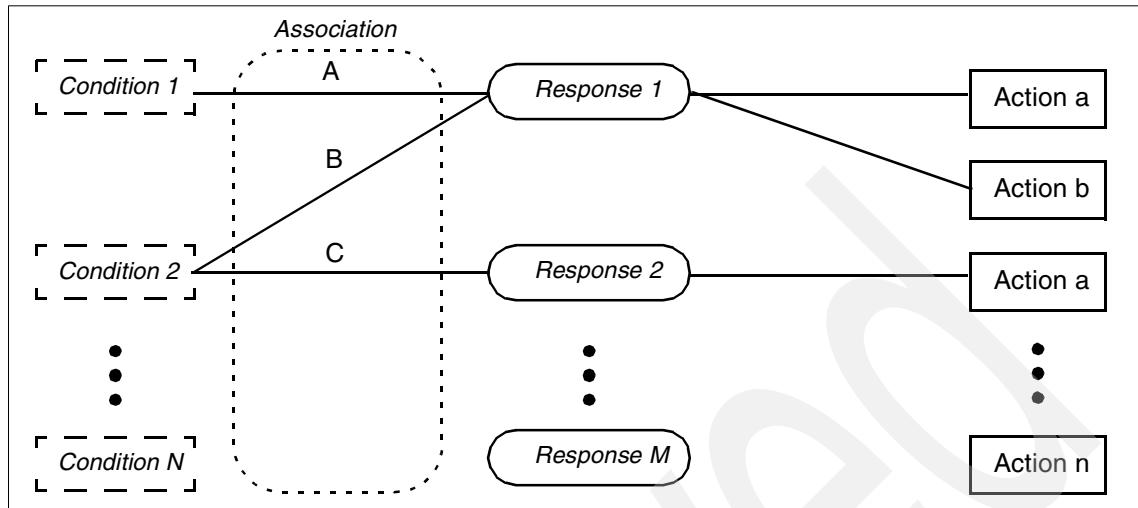 Association
A
Condition 1
Response 1
Action a
B
Action b
C
Condition 2
Response 2
Action a
Condition N
Response M
Action n